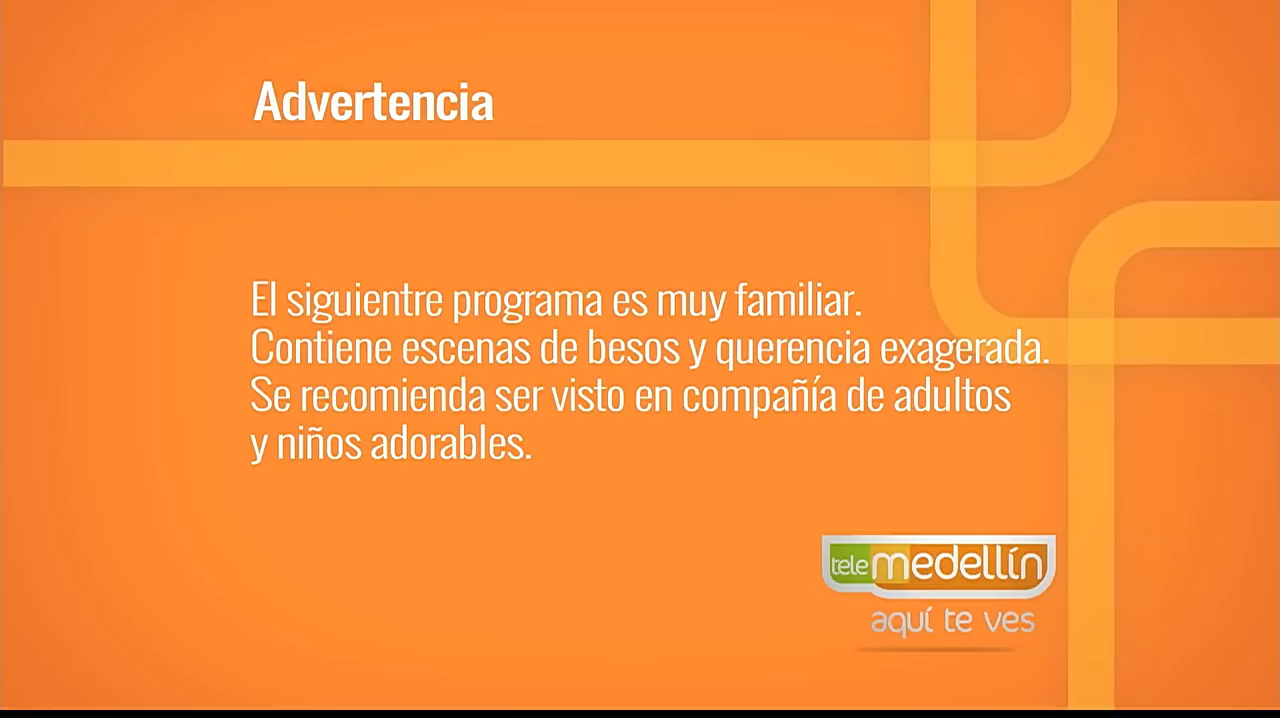 Advertencia
El siguientre programa es muy familiar.
Contiene escenas de besos y querencia exagerada.
Se recomienda ser visto en compañía de adultos
y niños adorables.
tele medellín
aquí te ves